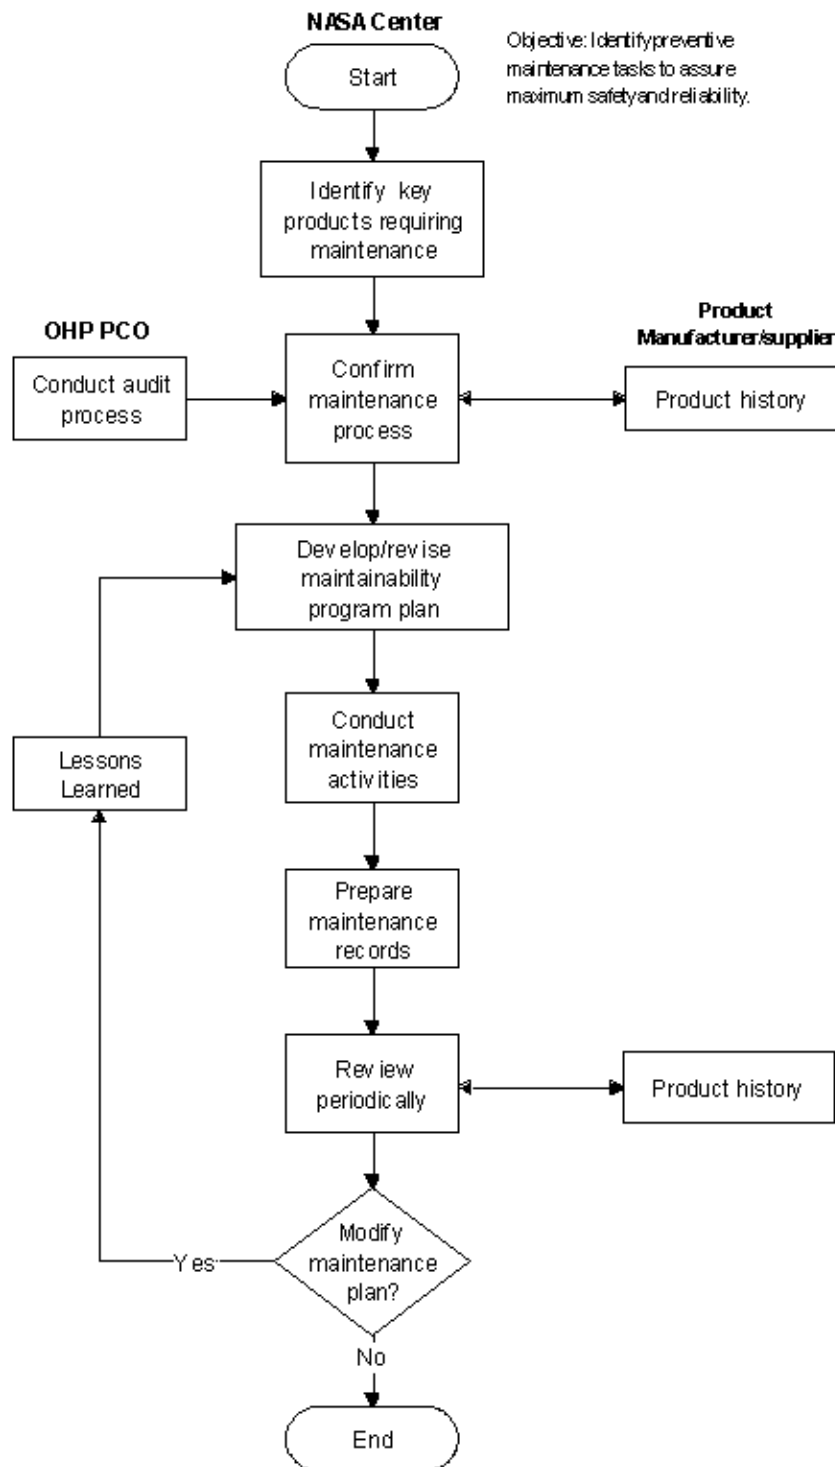 NASA Center
Objective: Identify preventive
maintenance tasks to assure
maximum safety and reliability.
Start
Identify key
products requiring
maintenance
OHP PCO
Product
Manufacturer/supplier
Conduct audit
process
Confirm
maintenance
process
Product history
Develop/revise
maintainability
program plan
Conduct
maintenance
activities
Lessons
Learned
Prepare
maintenance
records
Review
periodically
Product history
Modify
maintenance
plan?
Yes
No
End